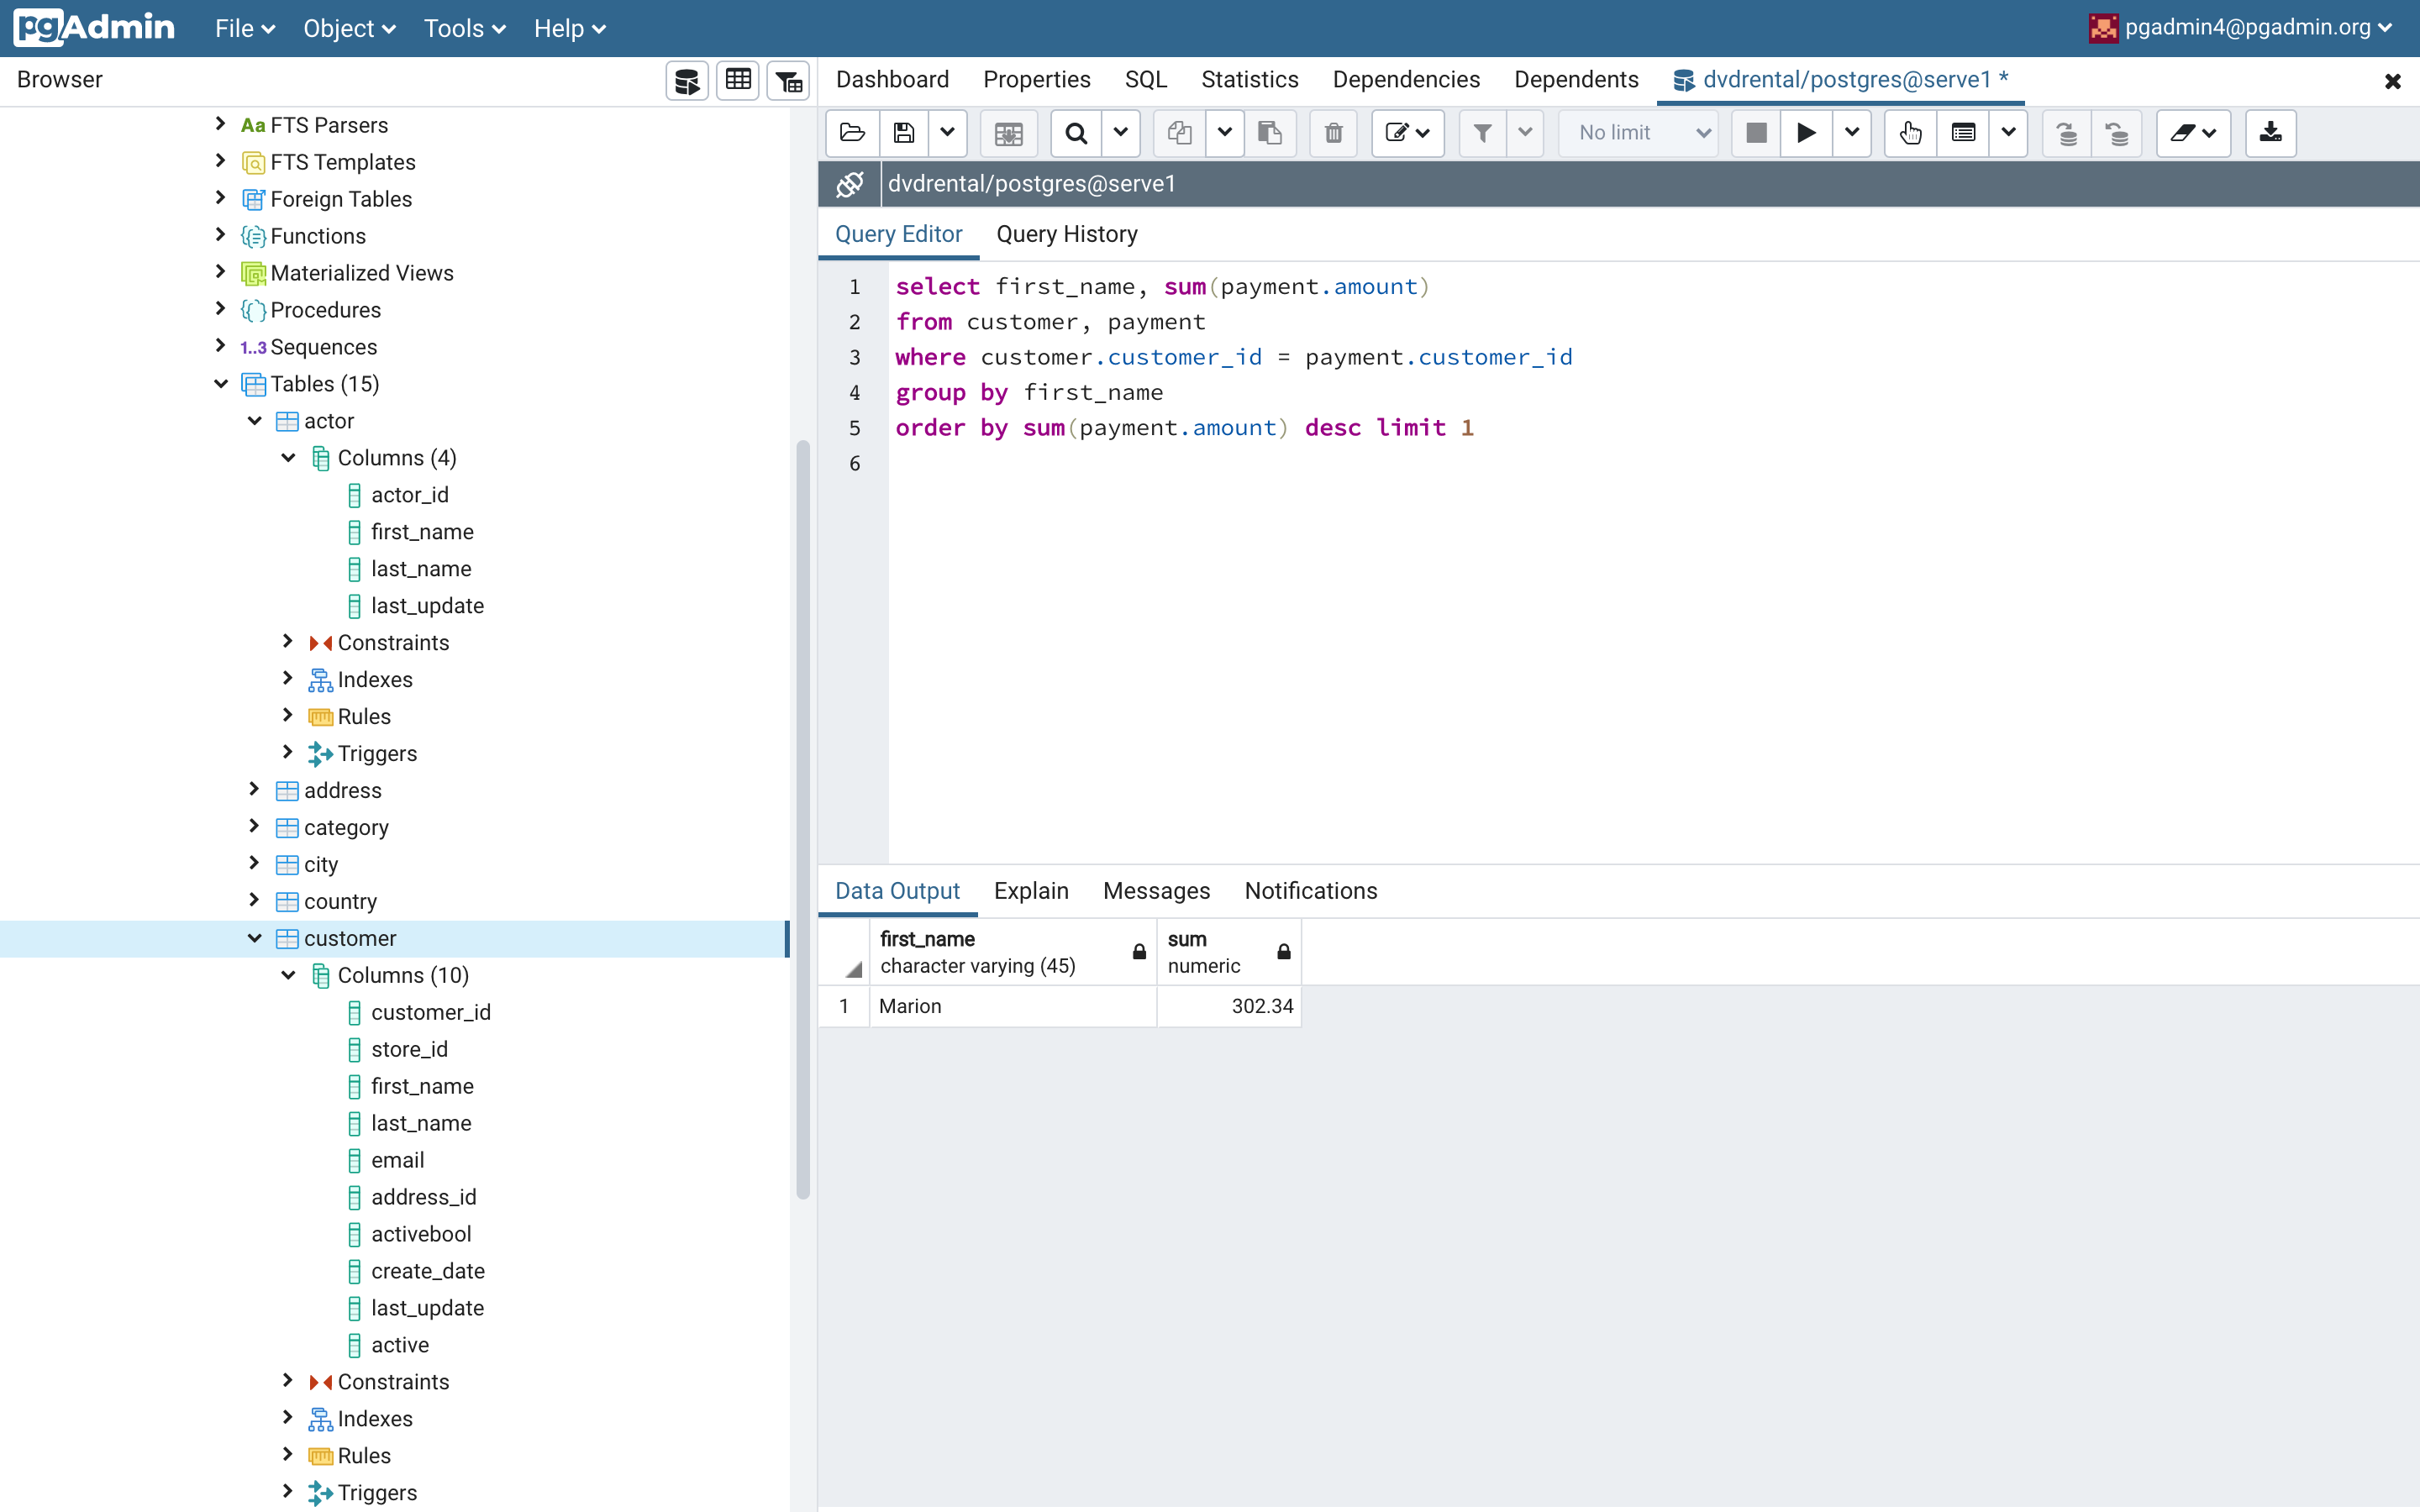 pgAdmin File Object Tools Help pgadmin4@pgadmin.org
Browser
Dashboard Properties SQL Statistics Dependencies Dependents dvdrental/postgres@serve1 *
Aa FTS Parsers
FTS Templates
Foreign Tables
Functions
Materialized Views
Procedures
1..3 Sequences
Tables (15)
actor
Columns (4)
actor_id
first_name
last_name
last_update
Constraints
Indexes
Rules
Triggers
address
category
city
country
customer
Columns (10)
customer_id
store_id
first_name
last_name
email
address_id
activebool
create_date
last_update
active
Constraints
Indexes
Rules
Triggers
No limit
dvdrental/postgres@serve1
Query Editor Query History
1 select first_name, sum(payment.amount)
2 from customer, payment
3 where customer.customer_id = payment.customer_id
4 group by first_name
5 order by sum(payment.amount) desc limit 1
6
Data Output Explain Messages Notifications
first_name sum
character varying (45) numeric
1 Marion 302.34